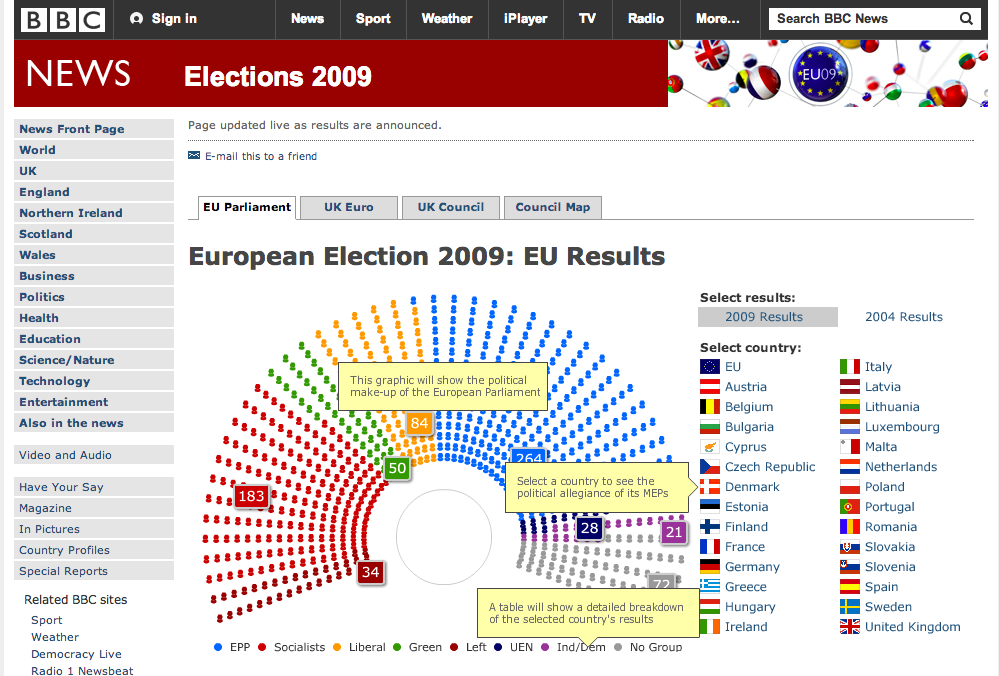 BBC Sign in News Sport Weather iPlayer TV Radio More... Search BBC News
NEWS Elections 2009 EU09
News Front Page
World
UK
England
Northern Ireland
Scotland
Wales
Business
Politics
Health
Education
Science/Nature
Technology
Entertainment
Also in the news
Video and Audio
Have Your Say
Magazine
In Pictures
Country Profiles
Special Reports
Related BBC sites
Sport
Weather
Democracy Live
Radio 1 Newsbeat
Page updated live as results are announced.
E-mail this to a friend
EU Parliament UK Euro UK Council Council Map
European Election 2009: EU Results
This graphic will show the political
make-up of the European Parliament
84
264
50
183
Select a country to see the
political allegiance of its MEPs
28
21
34
72
A table will show a detailed breakdown
of the selected country's results
EPP Socialists Liberal Green Left UEN Ind/Dem No Group
Select results:
2009 Results 2004 Results
Select country:
EU Italy
Austria Latvia
Belgium Lithuania
Bulgaria Luxembourg
Cyprus Malta
Czech Republic Netherlands
Denmark Poland
Estonia Portugal
Finland Romania
France Slovakia
Germany Slovenia
Greece Spain
Hungary Sweden
Ireland United Kingdom